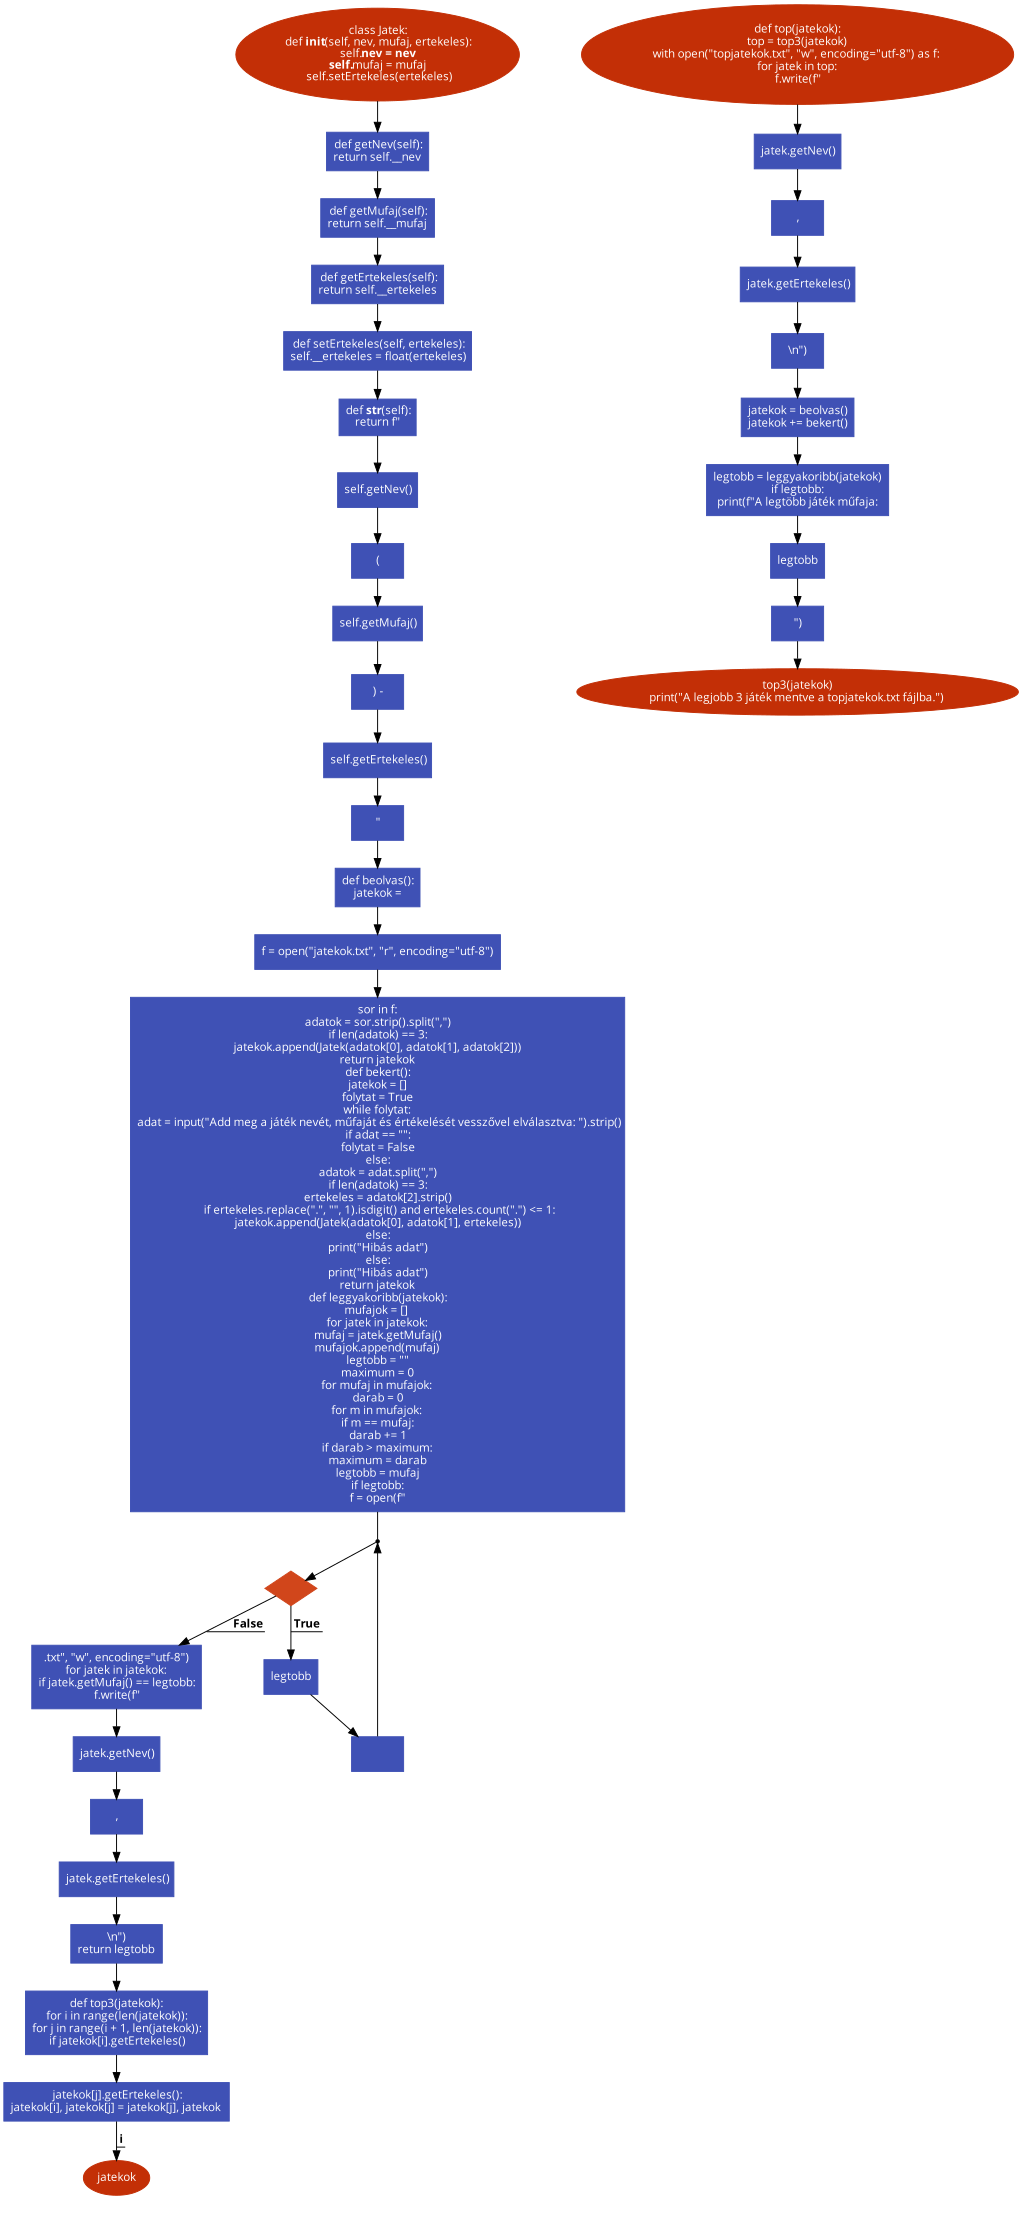 class Jatek:
def init(self, nev, mufaj, ertekeles):
self.nev = nev
self.mufaj = mufaj
self.setErtekeles(ertekeles)
def getNev(self):
return self.__nev
def getMufaj(self):
return self.__mufaj
def getErtekeles(self):
return self.__ertekeles
def setErtekeles(self, ertekeles):
self.__ertekeles = float(ertekeles)
def str(self):
return f"
self.getNev()
(
self.getMufaj()
) -
self.getErtekeles()
"
def beolvas():
jatekok =
f = open("jatekok.txt", "r", encoding="utf-8")
sor in f:
adatok = sor.strip().split(",")
if len(adatok) == 3:
jatekok.append(Jatek(adatok[0], adatok[1], adatok[2]))
return jatekok
def bekert():
jatekok = []
folytat = True
while folytat:
adat = input("Add meg a játék nevét, műfaját és értékelését vesszővel elválasztva: ").strip()
if adat == "":
folytat = False
else:
adatok = adat.split(",")
if len(adatok) == 3:
ertekeles = adatok[2].strip()
if ertekeles.replace(".", "", 1).isdigit() and ertekeles.count(".") <= 1:
jatekok.append(Jatek(adatok[0], adatok[1], ertekeles))
else:
print("Hibás adat")
else:
print("Hibás adat")
return jatekok
def leggyakoribb(jatekok):
mufajok = []
for jatek in jatekok:
mufaj = jatek.getMufaj()
mufajok.append(mufaj)
legtobb = ""
maximum = 0
for mufaj in mufajok:
darab = 0
for m in mufajok:
if m == mufaj:
darab += 1
if darab > maximum:
maximum = darab
legtobb = mufaj
if legtobb:
f = open(f"
False
True
legtobb
.txt", "w", encoding="utf-8")
for jatek in jatekok:
if jatek.getMufaj() == legtobb:
f.write(f"
jatek.getNev()
,
jatek.getErtekeles()
\n")
return legtobb
def top3(jatekok):
for i in range(len(jatekok)):
for j in range(i + 1, len(jatekok)):
if jatekok[i].getErtekeles()
jatekok[j].getErtekeles():
jatekok[i], jatekok[j] = jatekok[j], jatekok
i
jatekok
def top(jatekok):
top = top3(jatekok)
with open("topjatekok.txt", "w", encoding="utf-8") as f:
for jatek in top:
f.write(f"
jatek.getNev()
,
jatek.getErtekeles()
\n")
jatekok = beolvas()
jatekok += bekert()
legtobb = leggyakoribb(jatekok)
if legtobb:
print(f"A legtöbb játék műfaja:
legtobb
")
top3(jatekok)
print("A legjobb 3 játék mentve a topjatekok.txt fájlba.")